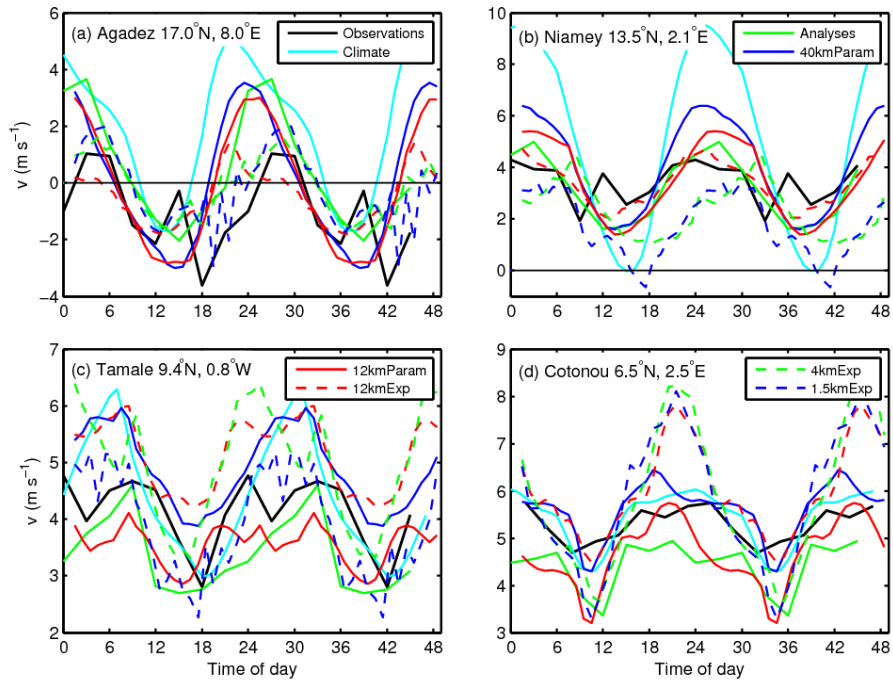 (a) Agadez 17.0°N, 8.0°E
Observations
Climate
v (m s⁻¹)
6
4
2
0
−2
−4
0 6 12 18 24 30 36 42 48
(b) Niamey 13.5°N, 2.1°E
Analyses
40kmParam
10
8
6
4
2
0
0 6 12 18 24 30 36 42 48
(c) Tamale 9.4°N, 0.8°W
12kmParam
12kmExp
v (m s⁻¹)
7
6
5
4
3
2
0 6 12 18 24 30 36 42 48
Time of day
(d) Cotonou 6.5°N, 2.5°E
4kmExp
1.5kmExp
9
8
7
6
5
4
3
0 6 12 18 24 30 36 42 48
Time of day